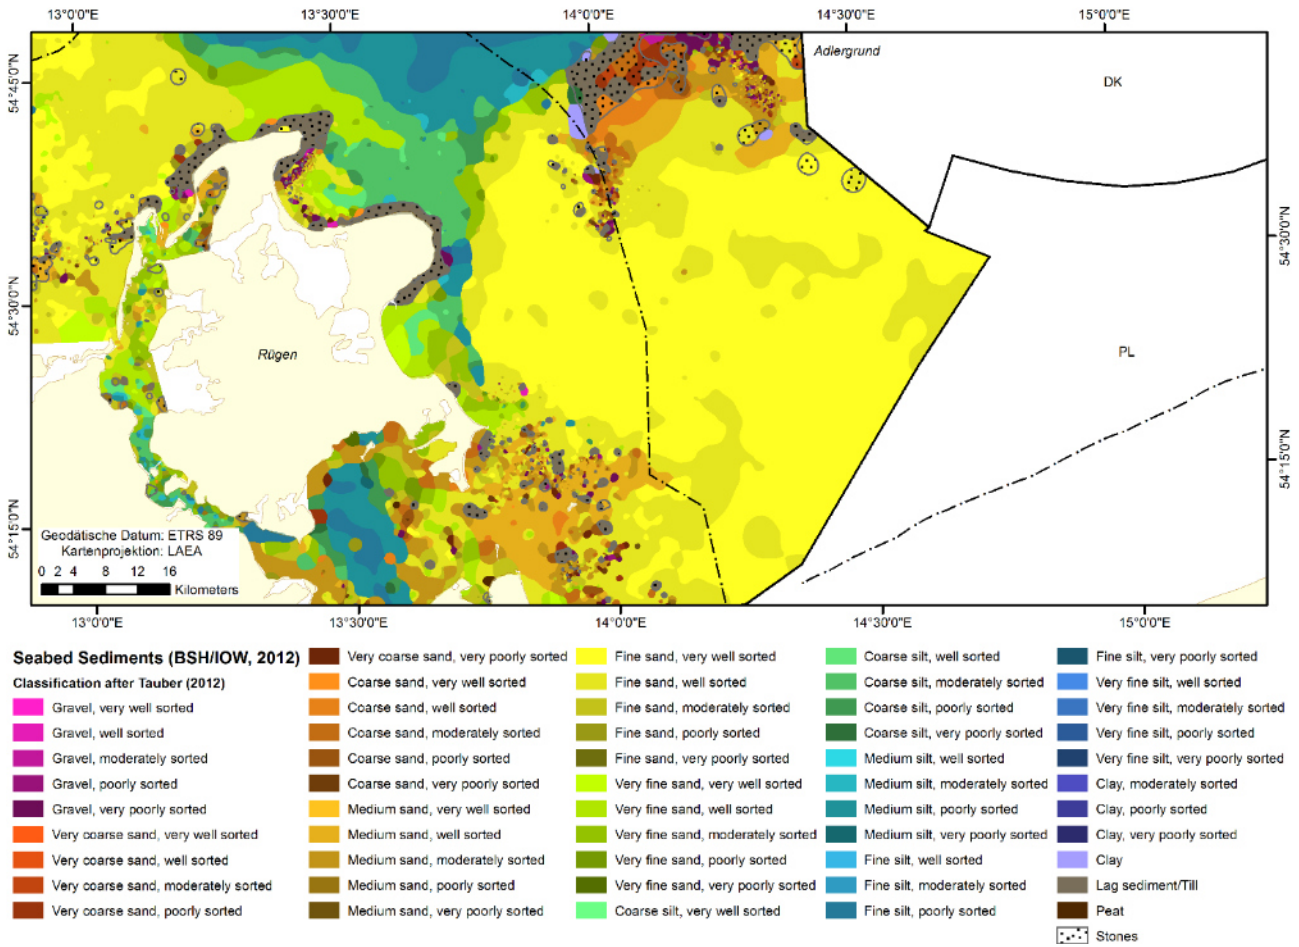 13°0'0"E 13°30'0"E 14°0'0"E 14°30'0"E 15°0'0"E
Adlergrund
DK
54°45'0"N
54°30'0"N
54°30'0"N
Rügen
PL
54°15'0"N
54°15'0"N
Geodätische Datum: ETRS 89
Kartenprojektion: LAEA
0 2 4 8 12 16
Kilometers
13°0'0"E 13°30'0"E 14°0'0"E 14°30'0"E 15°0'0"E
Seabed Sediments (BSH/IOW, 2012)
Classification after Tauber (2012)
Gravel, very well sorted
Gravel, well sorted
Gravel, moderately sorted
Gravel, poorly sorted
Gravel, very poorly sorted
Very coarse sand, very well sorted
Very coarse sand, well sorted
Very coarse sand, moderately sorted
Very coarse sand, poorly sorted
Very coarse sand, very poorly sorted
Coarse sand, very well sorted
Coarse sand, well sorted
Coarse sand, moderately sorted
Coarse sand, poorly sorted
Coarse sand, very poorly sorted
Medium sand, very well sorted
Medium sand, well sorted
Medium sand, moderately sorted
Medium sand, poorly sorted
Medium sand, very poorly sorted
Fine sand, very well sorted
Fine sand, well sorted
Fine sand, moderately sorted
Fine sand, poorly sorted
Fine sand, very poorly sorted
Very fine sand, very well sorted
Very fine sand, well sorted
Very fine sand, moderately sorted
Very fine sand, poorly sorted
Very fine sand, very poorly sorted
Coarse silt, very well sorted
Coarse silt, well sorted
Coarse silt, moderately sorted
Coarse silt, poorly sorted
Coarse silt, very poorly sorted
Medium silt, well sorted
Medium silt, moderately sorted
Medium silt, poorly sorted
Medium silt, very poorly sorted
Fine silt, well sorted
Fine silt, moderately sorted
Fine silt, poorly sorted
Fine silt, very poorly sorted
Very fine silt, well sorted
Very fine silt, moderately sorted
Very fine silt, poorly sorted
Very fine silt, very poorly sorted
Clay, moderately sorted
Clay, poorly sorted
Clay, very poorly sorted
Clay
Lag sediment/Till
Peat
Stones